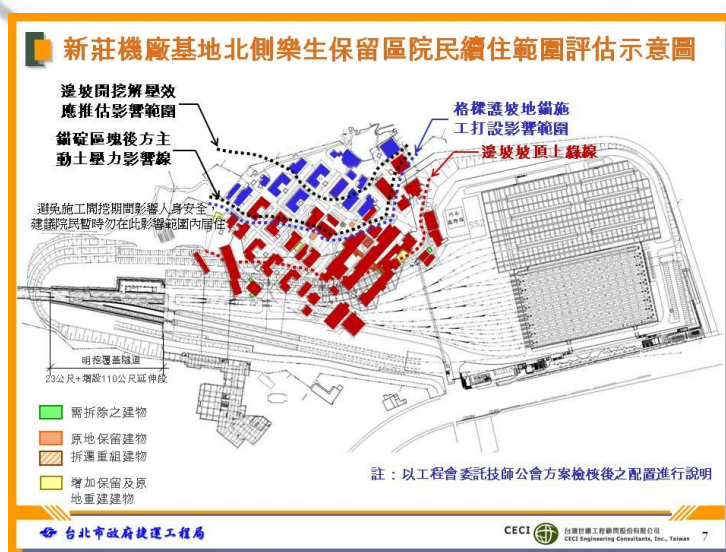 新莊機廠基地北側樂生保留區院民續住範圍評估示意圖
邊坡開挖解壓效
應推估影響範圍
錨碇區塊後方主
動土壓力影響線
格樑護坡地錨施
工打設影響範圍
邊坡坡頂上緣線
避免施工開挖期間影響人身安全
建議院民暫時勿在此影響範圍內居住
明挖覆蓋隧道
23公尺+增設110公尺延伸段
需拆除之建物
原地保留建物
拆遷重組建物
增加保留及原
地重建建物
註：以工程會委託技師公會方案檢核後之配置進行說明
台北市政府捷運工程局
CECI
台灣世曦工程顧問股份有限公司
CECI Engineering Consultants, Inc., Taiwan
7